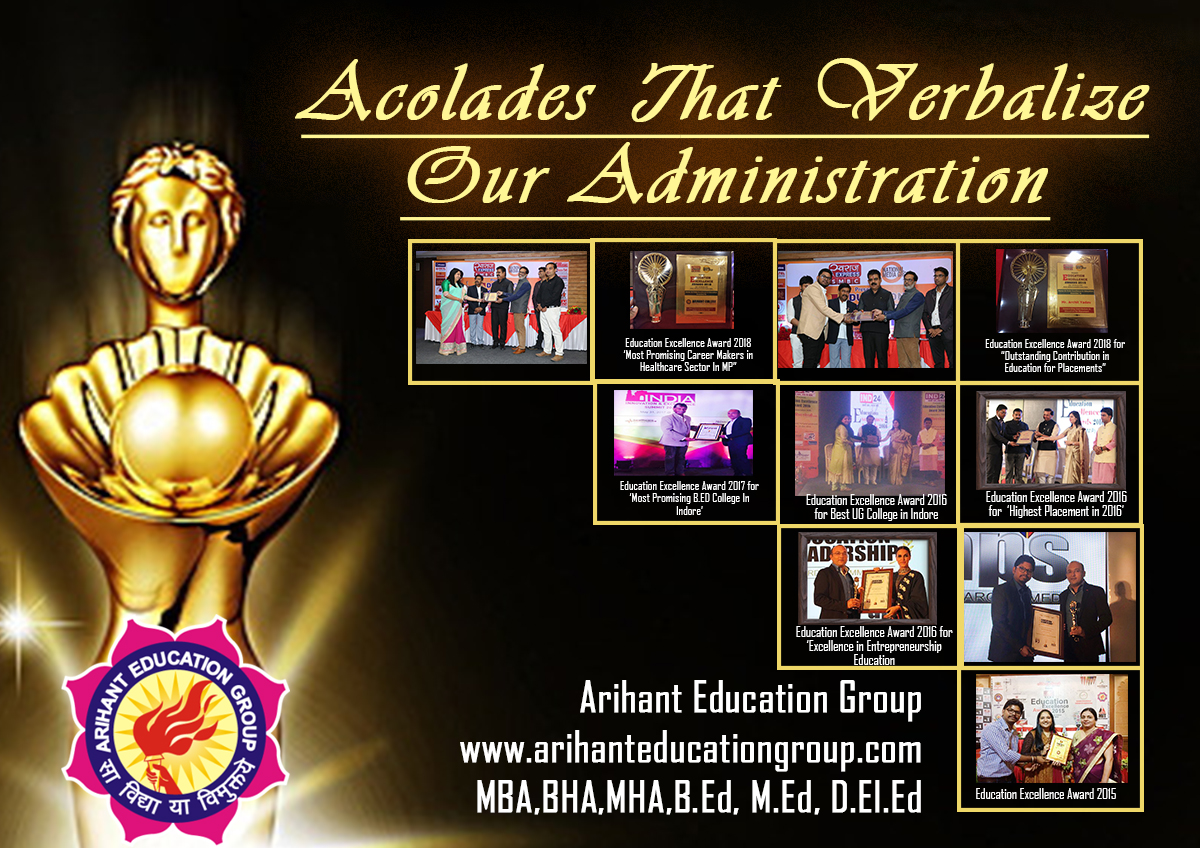 Acolades That Verbalize
Our Administration
Education Excellence Award 2018
‘Most Promising Career Makers in
Healthcare Sector In MP”
Education Excellence Award 2018 for
“Outstanding Contribution in
Education for Placements”
INDIA
Education Excellence Award 2017 for
‘Most Promising B.ED College In
Indore’
IND24
Education Excellence Award 2016
for Best UG College in Indore
Education Excellence Award 2016
for ‘Highest Placement in 2016’
Education Excellence Award 2016 for
‘Excellence in Entrepreneurship
Education
Education Excellence Award 2015
Arihant Education Group
www.arihanteducationgroup.com
MBA,BHA,MHA,B.Ed, M.Ed, D.El.Ed
ARIHANT EDUCATION GROUP
सा विद्या या विमुक्तये